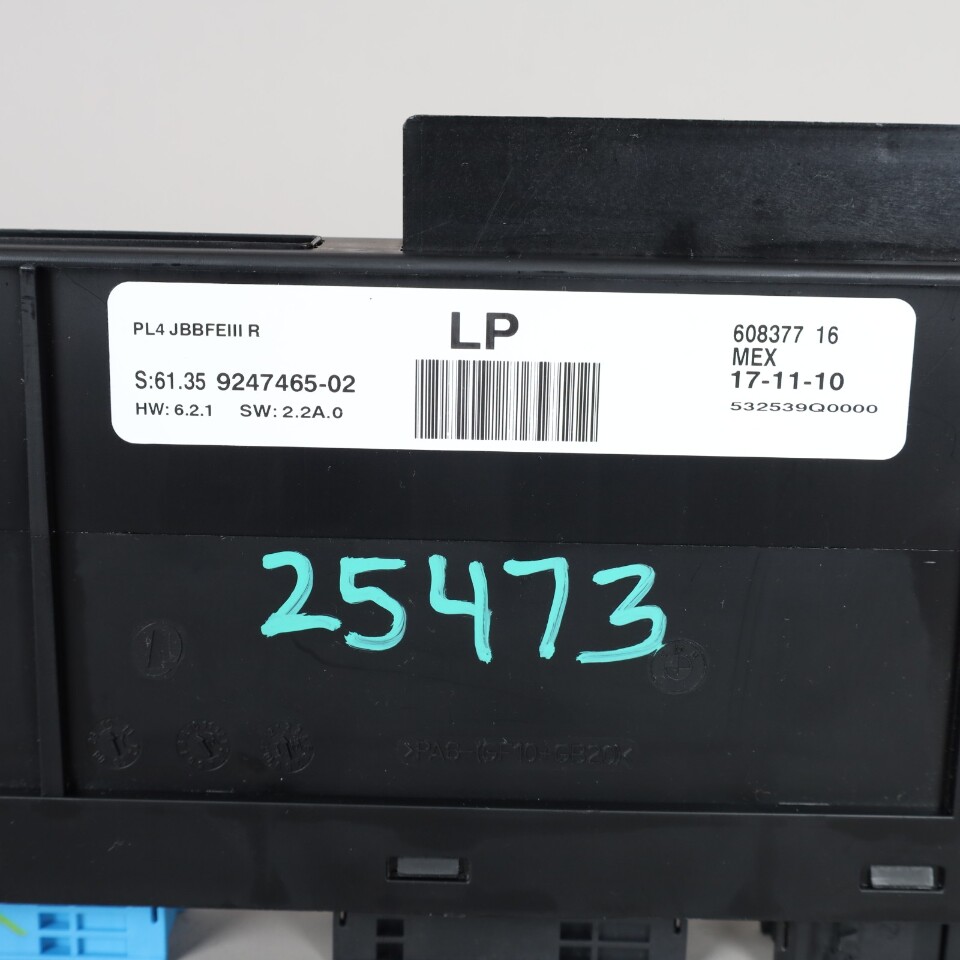 PL4 JBBFEIII R
LP
608377 16
MEX
S:61.35 9247465-02
17-11-10
HW: 6.2.1 SW: 2.2A.0
532539Q0000
25473